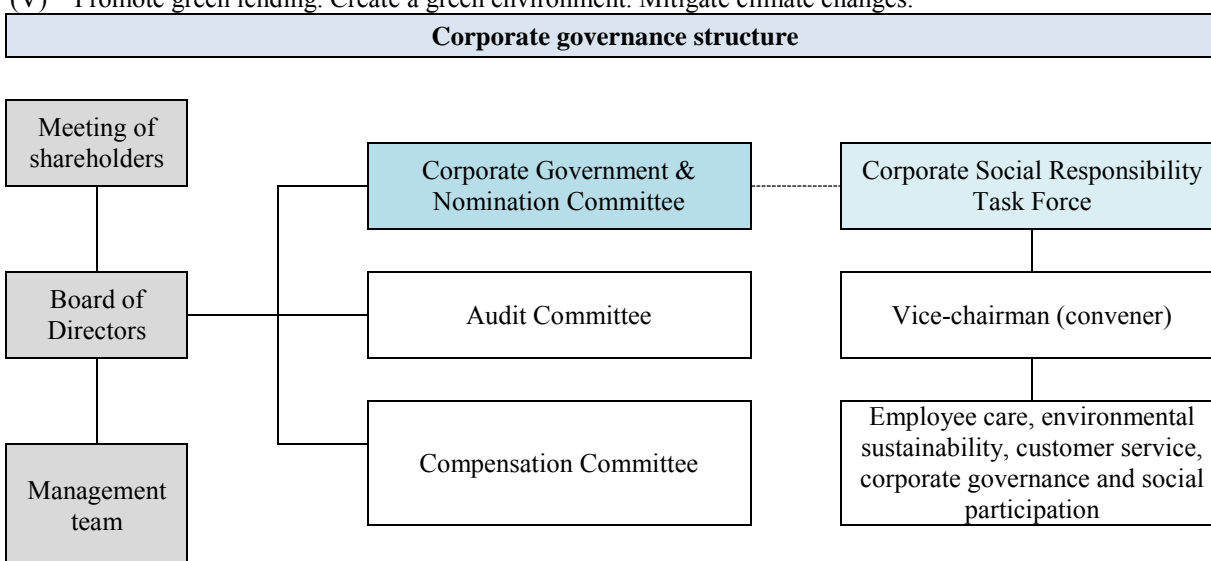 (V) Promote green lending. Create a green environment. Mitigate climate changes.
Corporate governance structure
Meeting of
shareholders
Corporate Government &
Nomination Committee
Corporate Social Responsibility
Task Force
Board of
Directors
Audit Committee
Vice-chairman (convener)
Management
team
Compensation Committee
Employee care, environmental
sustainability, customer service,
corporate governance and social
participation